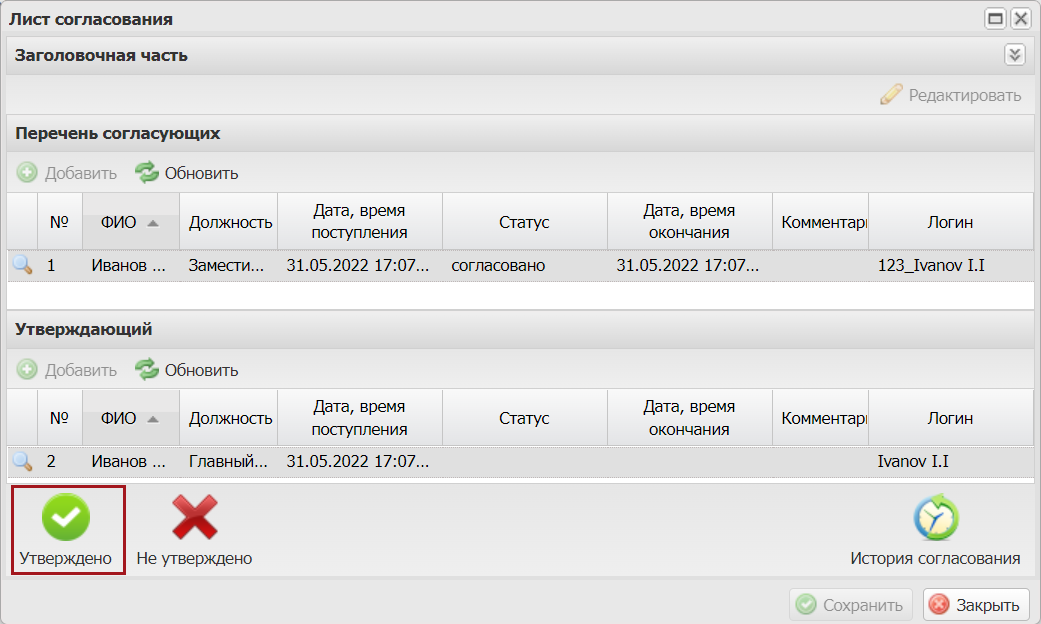 Лист согласования
Заголовочная часть
Редактировать
Перечень согласующих
Добавить Обновить
№ ФИО Должность Дата, время поступления Статус Дата, время окончания Комментар Логин
1 Иванов ... Замести... 31.05.2022 17:07... согласовано 31.05.2022 17:07... 123_Ivanov I.I
Утверждающий
Добавить Обновить
№ ФИО Должность Дата, время поступления Статус Дата, время окончания Комментар Логин
2 Иванов ... Главный... 31.05.2022 17:07... Ivanov I.I
Утверждено Не утверждено История согласования
Сохранить Закрыть